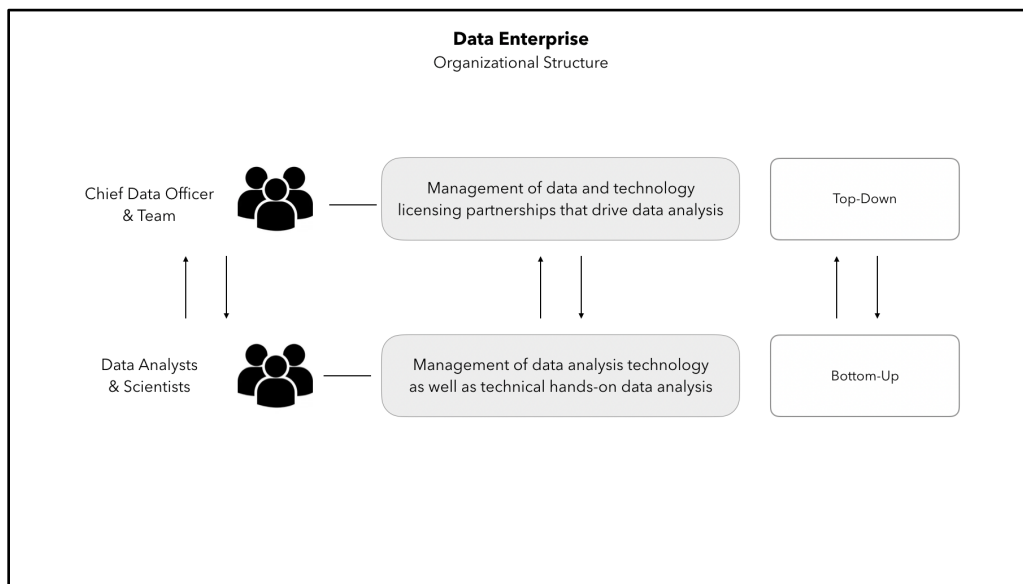 Data Enterprise
Organizational Structure
Chief Data Officer
& Team
Management of data and technology
licensing partnerships that drive data analysis
Top-Down
Data Analysts
& Scientists
Management of data analysis technology
as well as technical hands-on data analysis
Bottom-Up